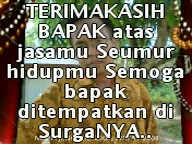 TERIMAKASIH
BAPAK atas
jasamu Seumur
hidupmu Semoga
bapak
ditempatkan di
SurgaNYA..